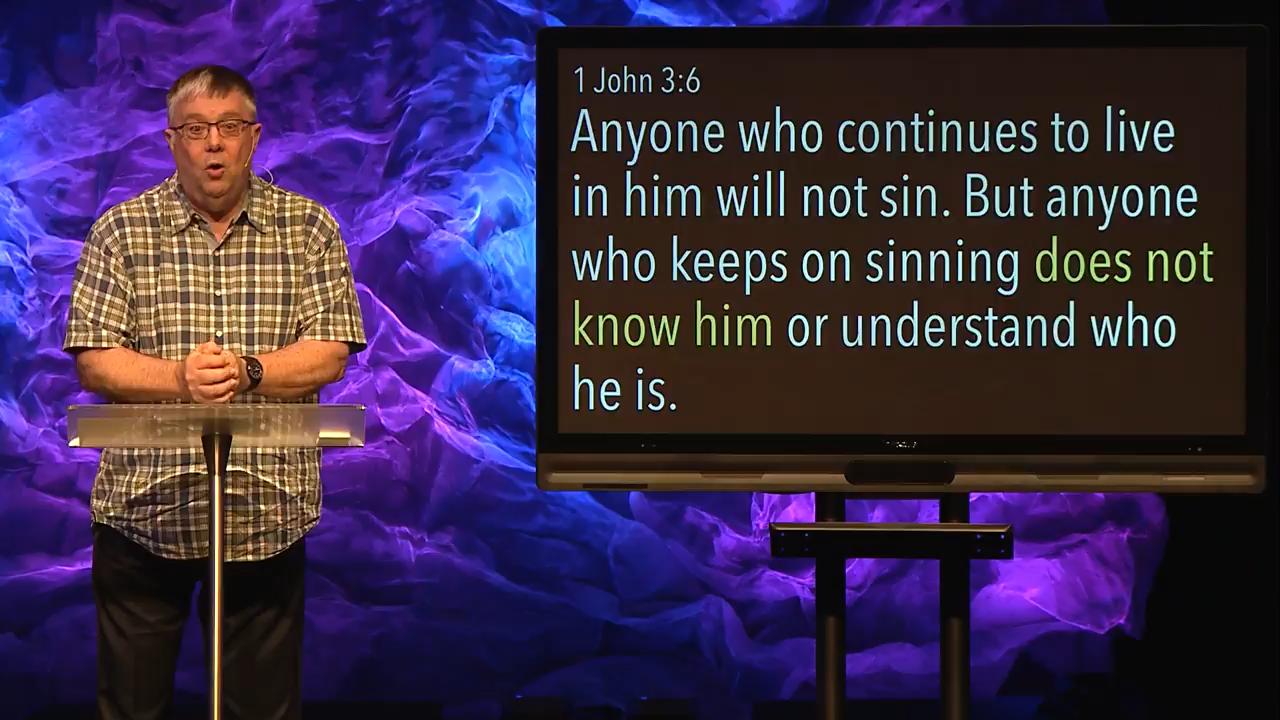 1 John 3:6
Anyone who continues to live
in him will not sin. But anyone
who keeps on sinning does not
know him or understand who
he is.